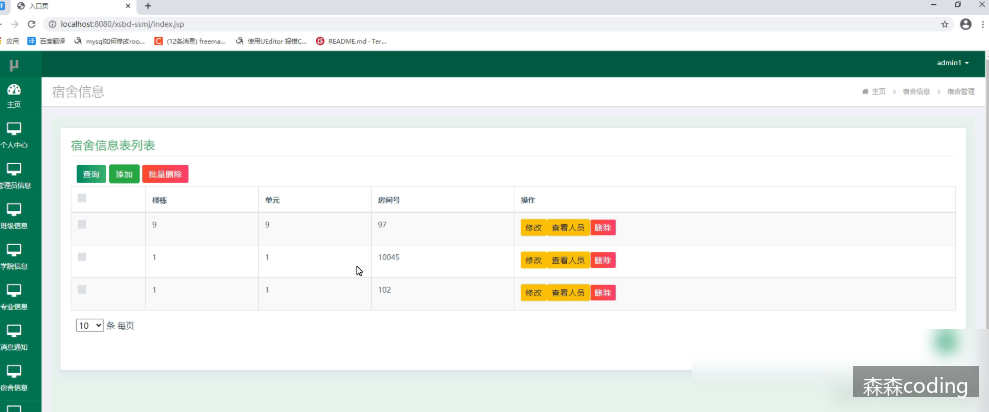 入口页
localhost:8080/xsbd-ssmj/index.jsp
应用 百度翻译 mysql如何修改roo... (12条消息) freema... 使用UEditor 报错C... README.md · Ter...
μ admin1
宿舍信息 主页 > 宿舍信息 > 宿舍管理
主页
个人中心
管理员信息
班级信息
学院信息
专业信息
消息通知
宿舍信息
宿舍信息表列表
查询 添加 批量删除
楼栋 单元 房间号 操作
9 9 97 修改 查看人员 删除
1 1 10045 修改 查看人员 删除
1 1 102 修改 查看人员 删除
10 条 每页
森森coding